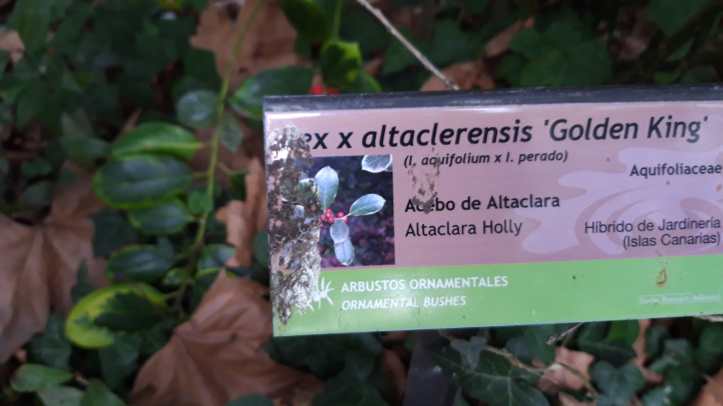 ex x altaclerensis 'Golden King'
(I. aquifolium x I. perado)
Aquifoliaceae
Acebo de Altaclara
Altaclara Holly
Híbrido de Jardinería
(Islas Canarias)
ARBUSTOS ORNAMENTALES
ORNAMENTAL BUSHES